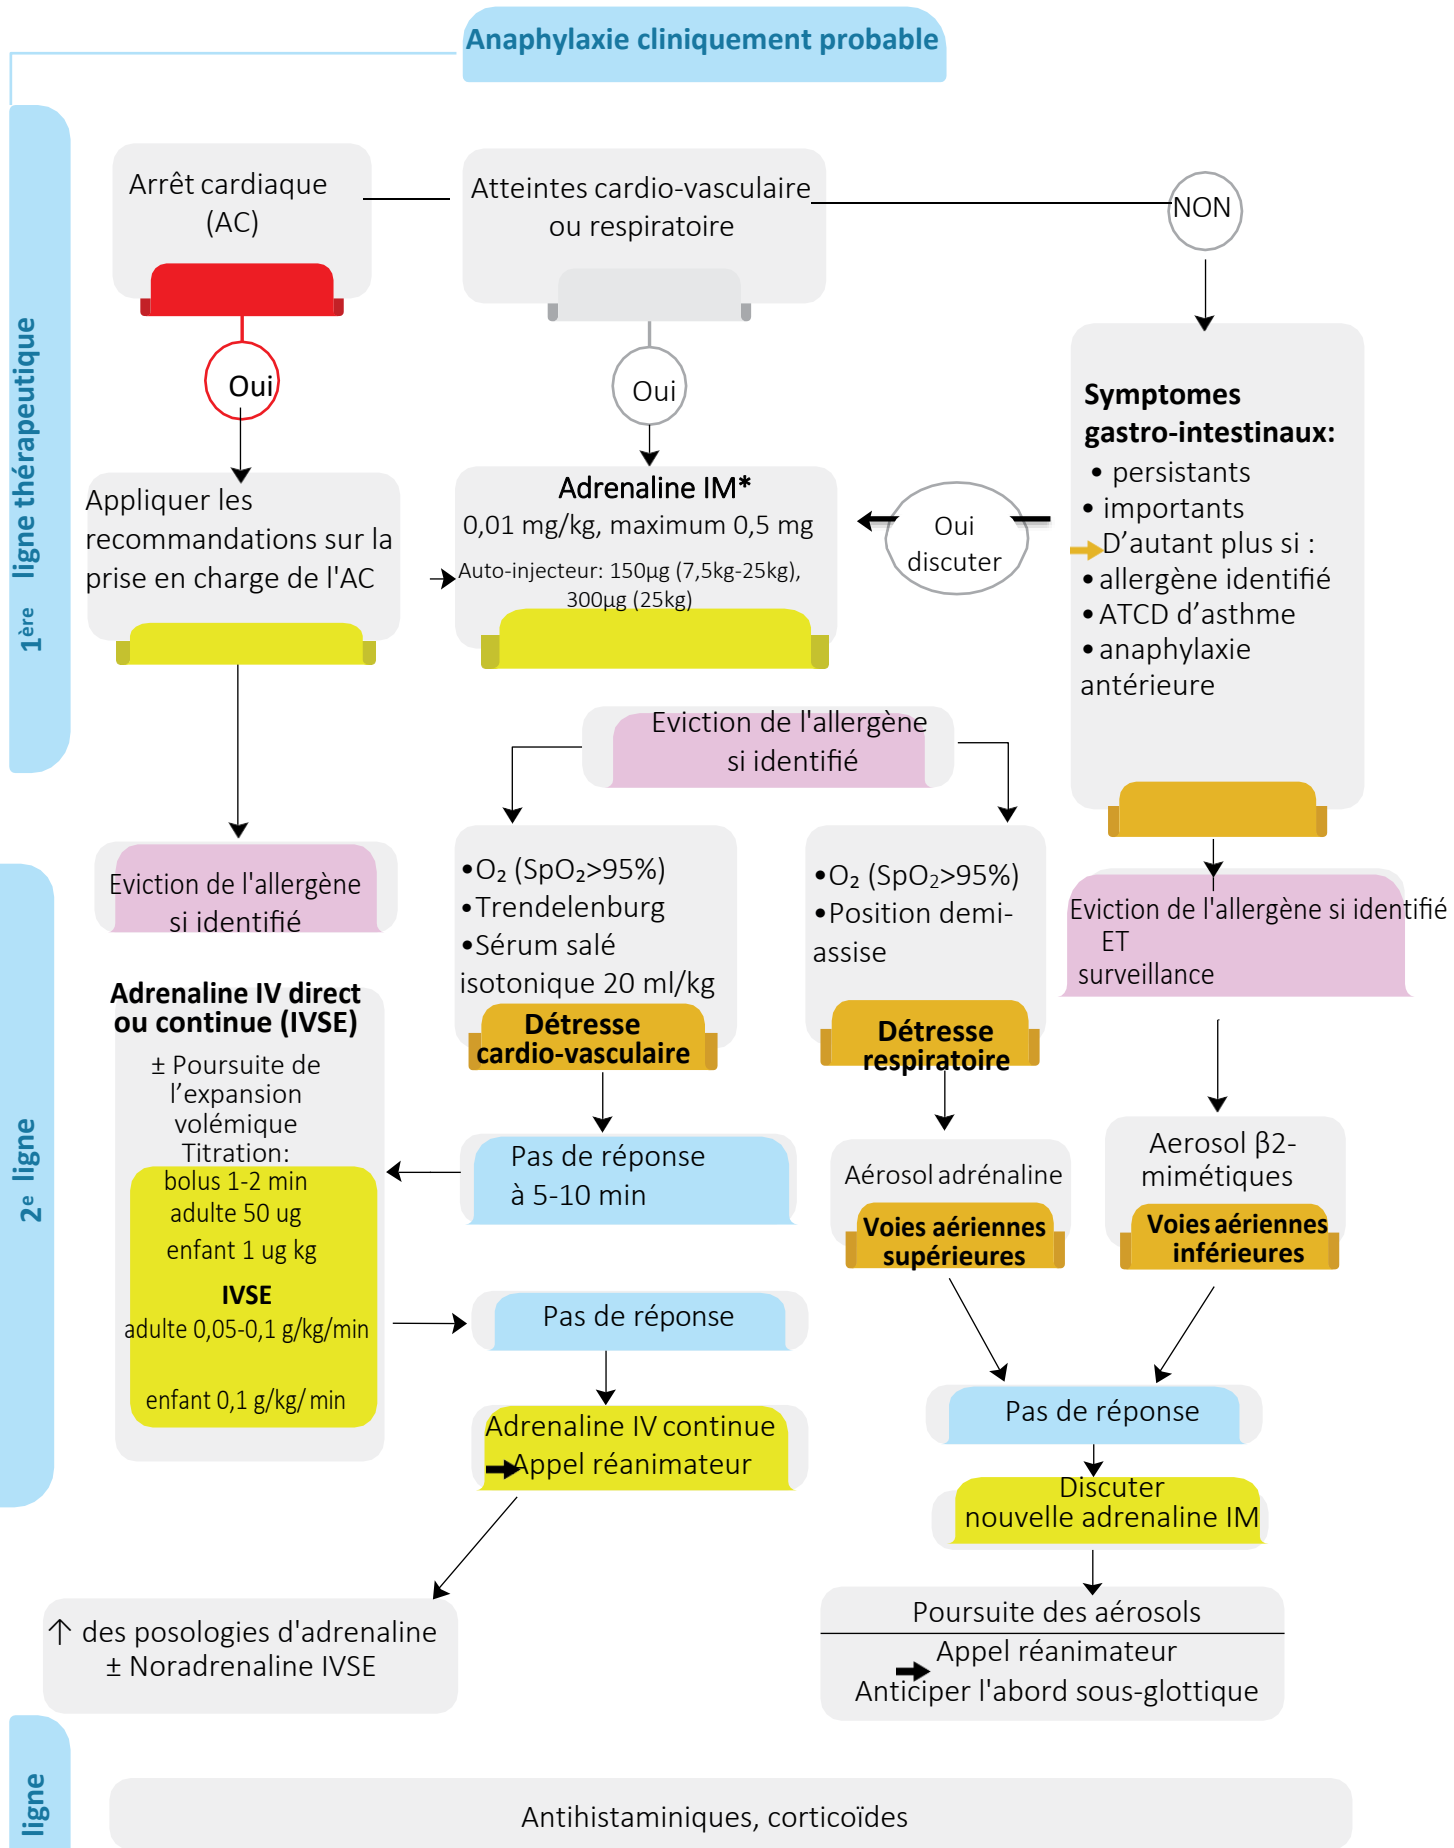 Anaphylaxie cliniquement probable
1ère ligne thérapeutique
Arrêt cardiaque
(AC)
Atteintes cardio-vasculaire
ou respiratoire
NON
Oui
Oui
Symptomes
gastro-intestinaux:
• persistants
• importants
D'autant plus si :
• allergène identifié
• ATCD d'asthme
• anaphylaxie
antérieure
Appliquer les
recommandations sur la
prise en charge de l'AC
Adrenaline IM*
0,01 mg/kg, maximum 0,5 mg
Auto-injecteur: 150µg (7,5kg-25kg),
300µg (25kg)
Oui
discuter
Eviction de l'allergène
si identifié
2e ligne
Eviction de l'allergène
si identifié
•O₂ (SpO₂>95%)
•Trendelenburg
•Sérum salé
isotonique 20 ml/kg
Détresse
cardio-vasculaire
•O₂ (SpO₂>95%)
•Position demi-
assise
Détresse
respiratoire
Eviction de l'allergène si identifié
ET
surveillance
Adrenaline IV direct
ou continue (IVSE)
± Poursuite de
l'expansion
volémique
Titration:
bolus 1-2 min
adulte 50 ug
enfant 1 ug kg
IVSE
adulte 0,05-0,1 g/kg/min
enfant 0,1 g/kg/ min
Pas de réponse
à 5-10 min
Aérosol adrénaline
Voies aériennes
supérieures
Aerosol β2-
mimétiques
Voies aériennes
inférieures
Pas de réponse
Adrenaline IV continue
Appel réanimateur
Pas de réponse
Discuter
nouvelle adrenaline IM
↑ des posologies d'adrenaline
± Noradrenaline IVSE
Poursuite des aérosols
Appel réanimateur
Anticiper l'abord sous-glottique
ligne
Antihistaminiques, corticoïdes